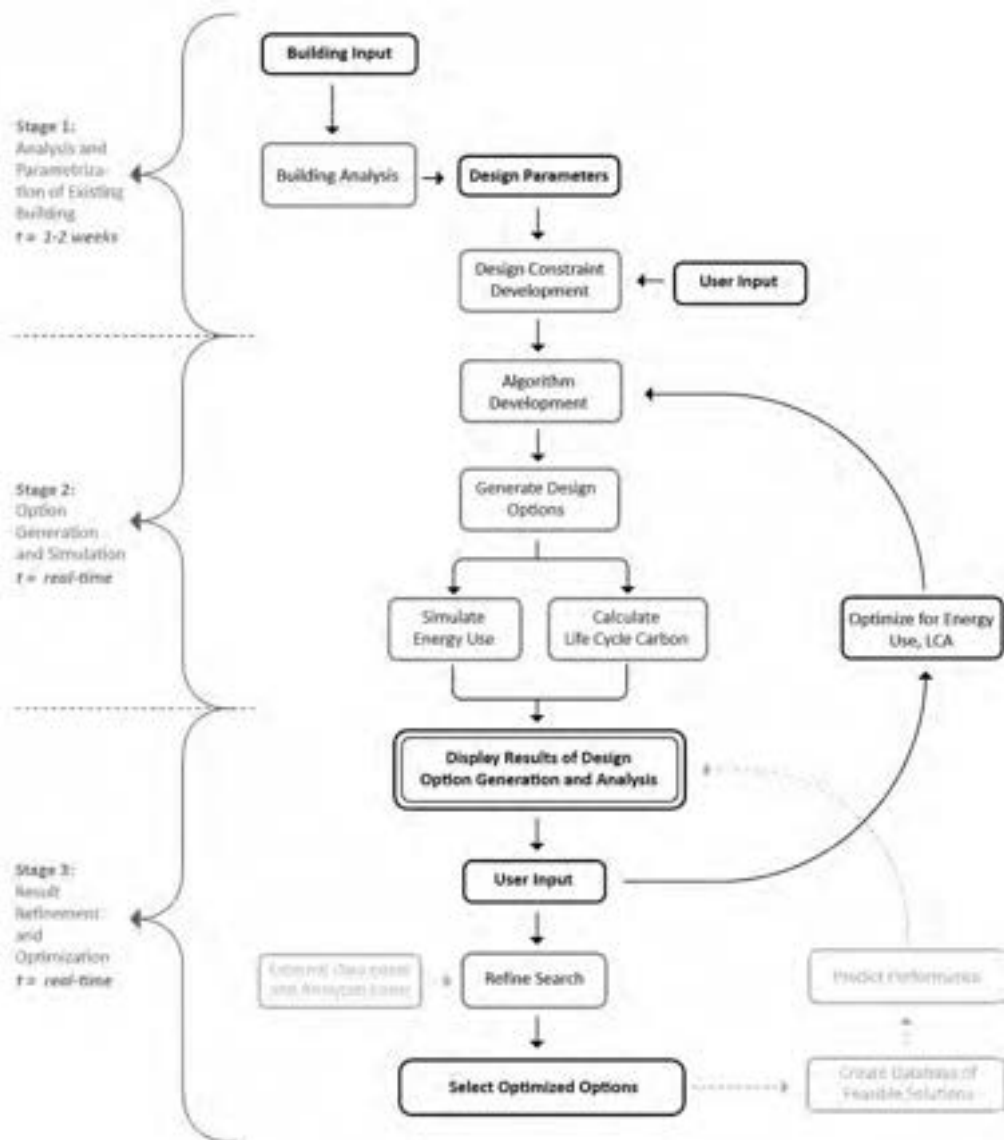 Building Input
Stage 1:
Analysis and
Parametriza-
tion of Existing
Building
t = 1-2 weeks
Building Analysis
Design Parameters
Design Constraint
Development
User Input
Algorithm
Development
Stage 2:
Option
Generation
and Simulation
t = real-time
Generate Design
Options
Simulate
Energy Use
Calculate
Life Cycle Carbon
Optimize for Energy
Use, LCA
Display Results of Design
Option Generation and Analysis
Stage 3:
Result
Refinement
and
Optimization
t = real-time
User Input
Refine Search
Predict Performance
Select Optimized Options
Create Database of
Feasible Solutions